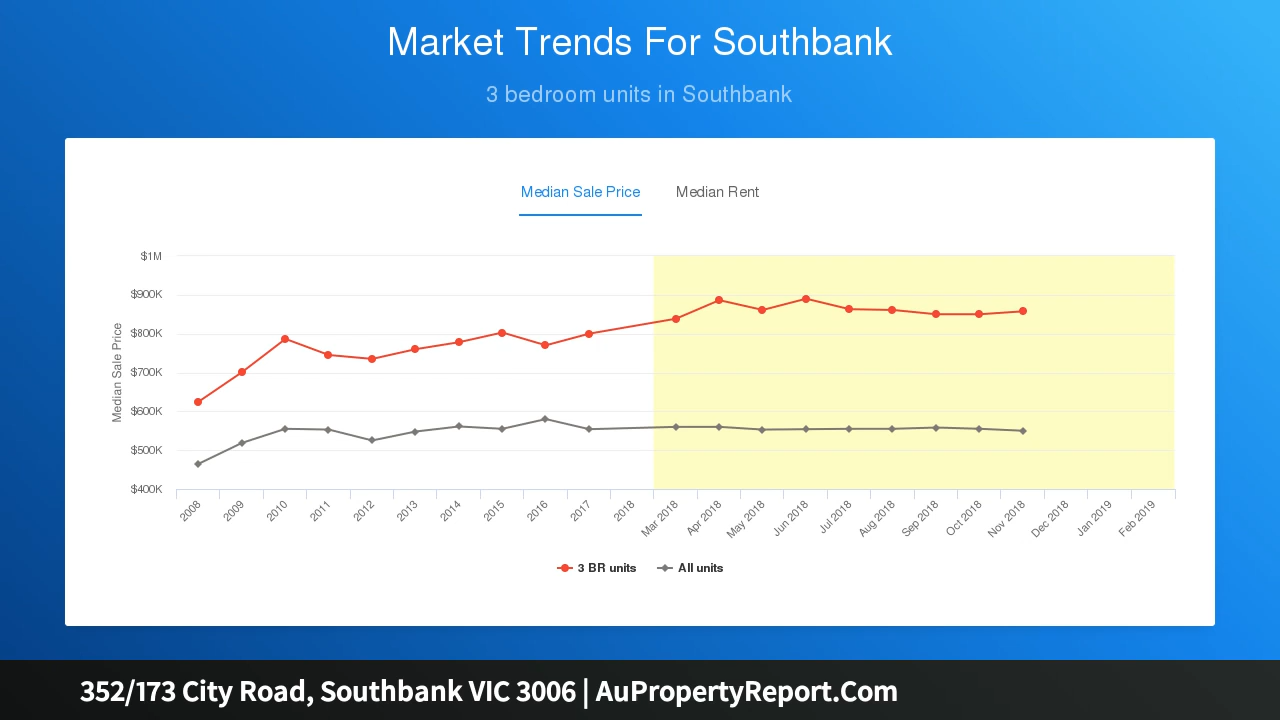 Market Trends For Southbank
3 bedroom units in Southbank
Median Sale Price Median Rent
$1M
$900K
$800K
$700K
$600K
$500K
$400K
Median Sale Price
2008 2009 2010 2011 2012 2013 2014 2015 2016 2017 2018 Mar 2018 Apr 2018 May 2018 Jun 2018 Jul 2018 Aug 2018 Sep 2018 Oct 2018 Nov 2018 Dec 2018 Jan 2019 Feb 2019
3 BR units All units
352/173 City Road, Southbank VIC 3006 | AuPropertyReport.Com